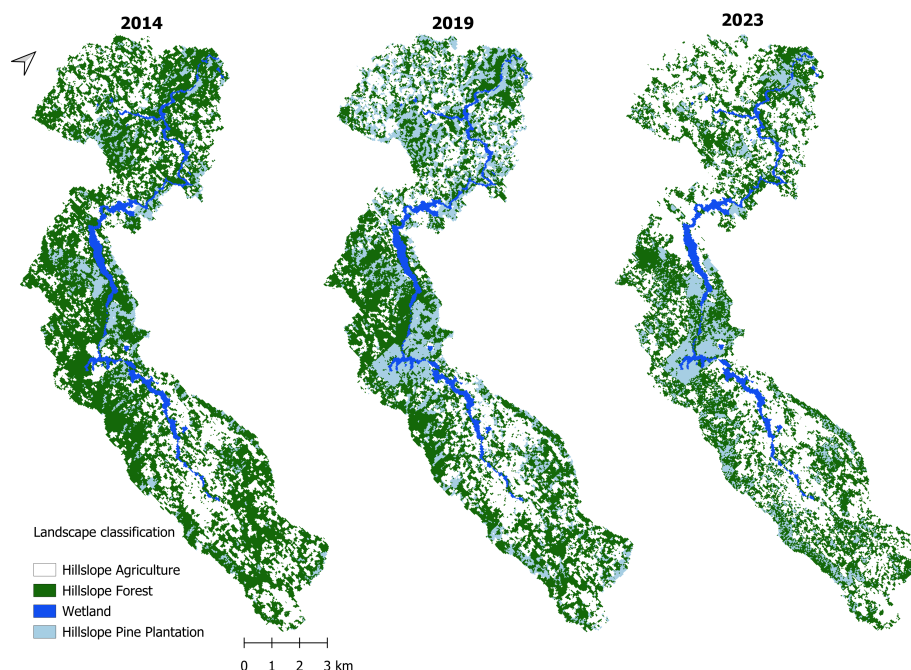 2014
2019
2023
Landscape classification
Hillslope Agriculture
Hillslope Forest
Wetland
Hillslope Pine Plantation
0 1 2 3 km